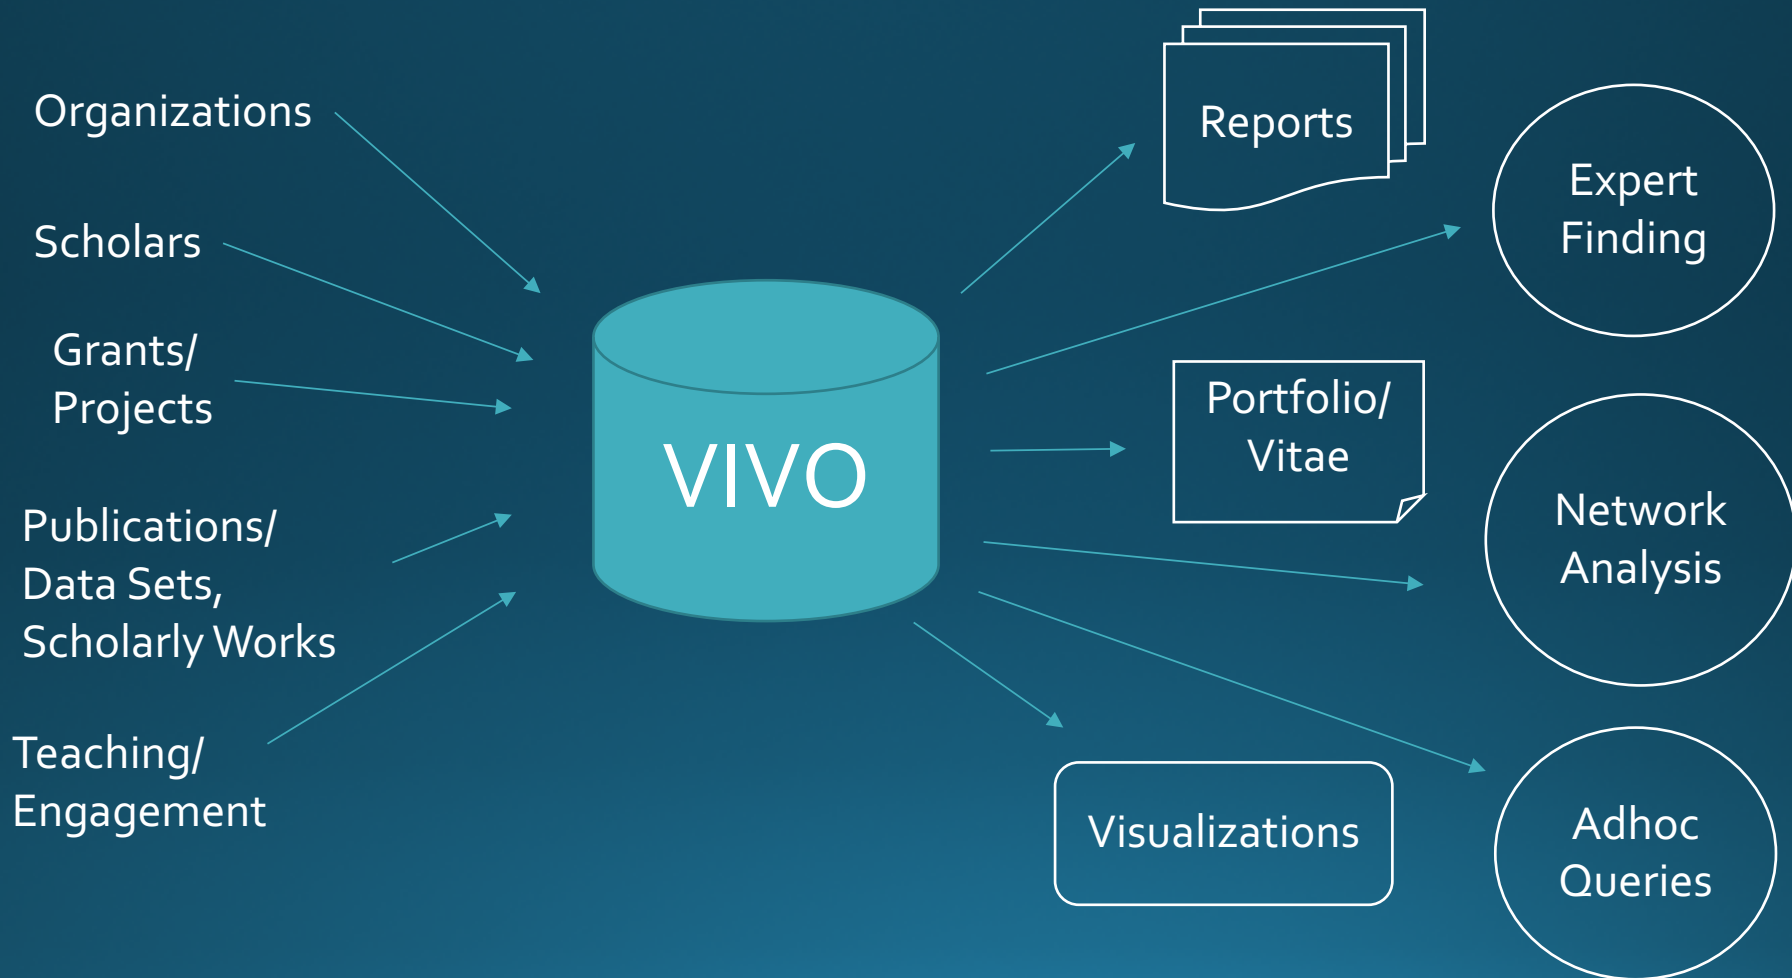 Organizations
Scholars
Grants/
Projects
Publications/
Data Sets,
Scholarly Works
Teaching/
Engagement
VIVO
Reports
Expert
Finding
Portfolio/
Vitae
Network
Analysis
Visualizations
Adhoc
Queries